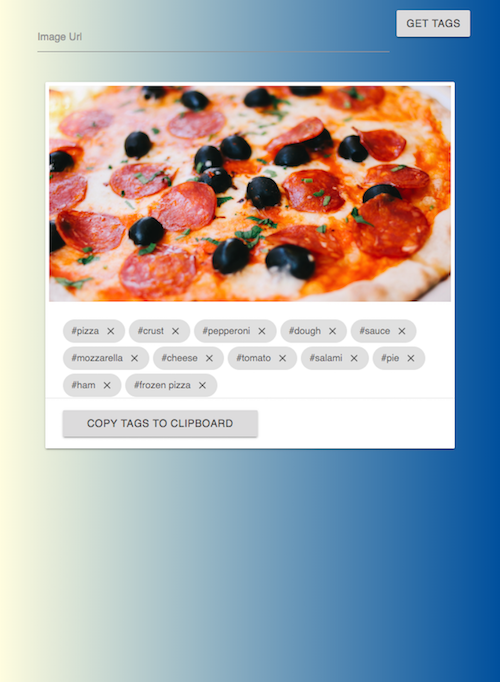 Image Url
GET TAGS
#pizza × #crust × #pepperoni × #dough × #sauce ×
#mozzarella × #cheese × #tomato × #salami × #pie ×
#ham × #frozen pizza ×
COPY TAGS TO CLIPBOARD